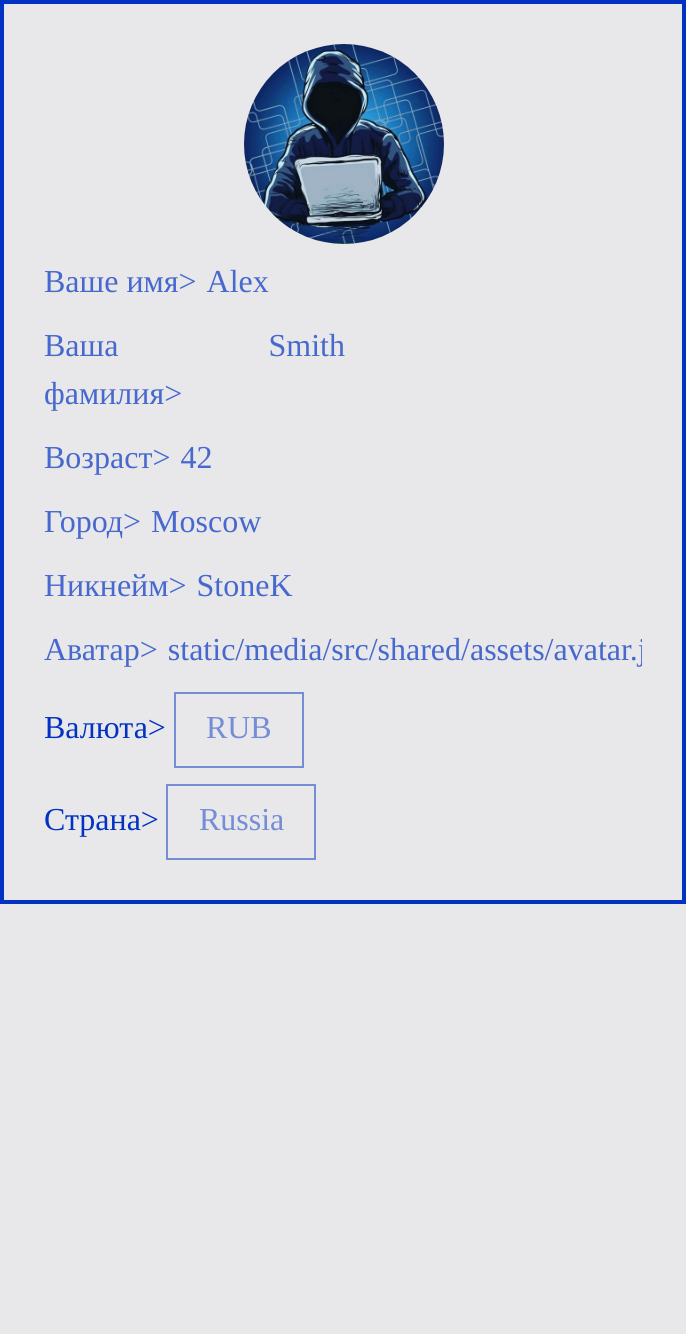 Ваше имя> Alex
Ваша Smith
фамилия>
Возраст> 42
Город> Moscow
Никнейм> StoneK
Аватар> static/media/src/shared/assets/avatar.j
Валюта> RUB
Страна> Russia